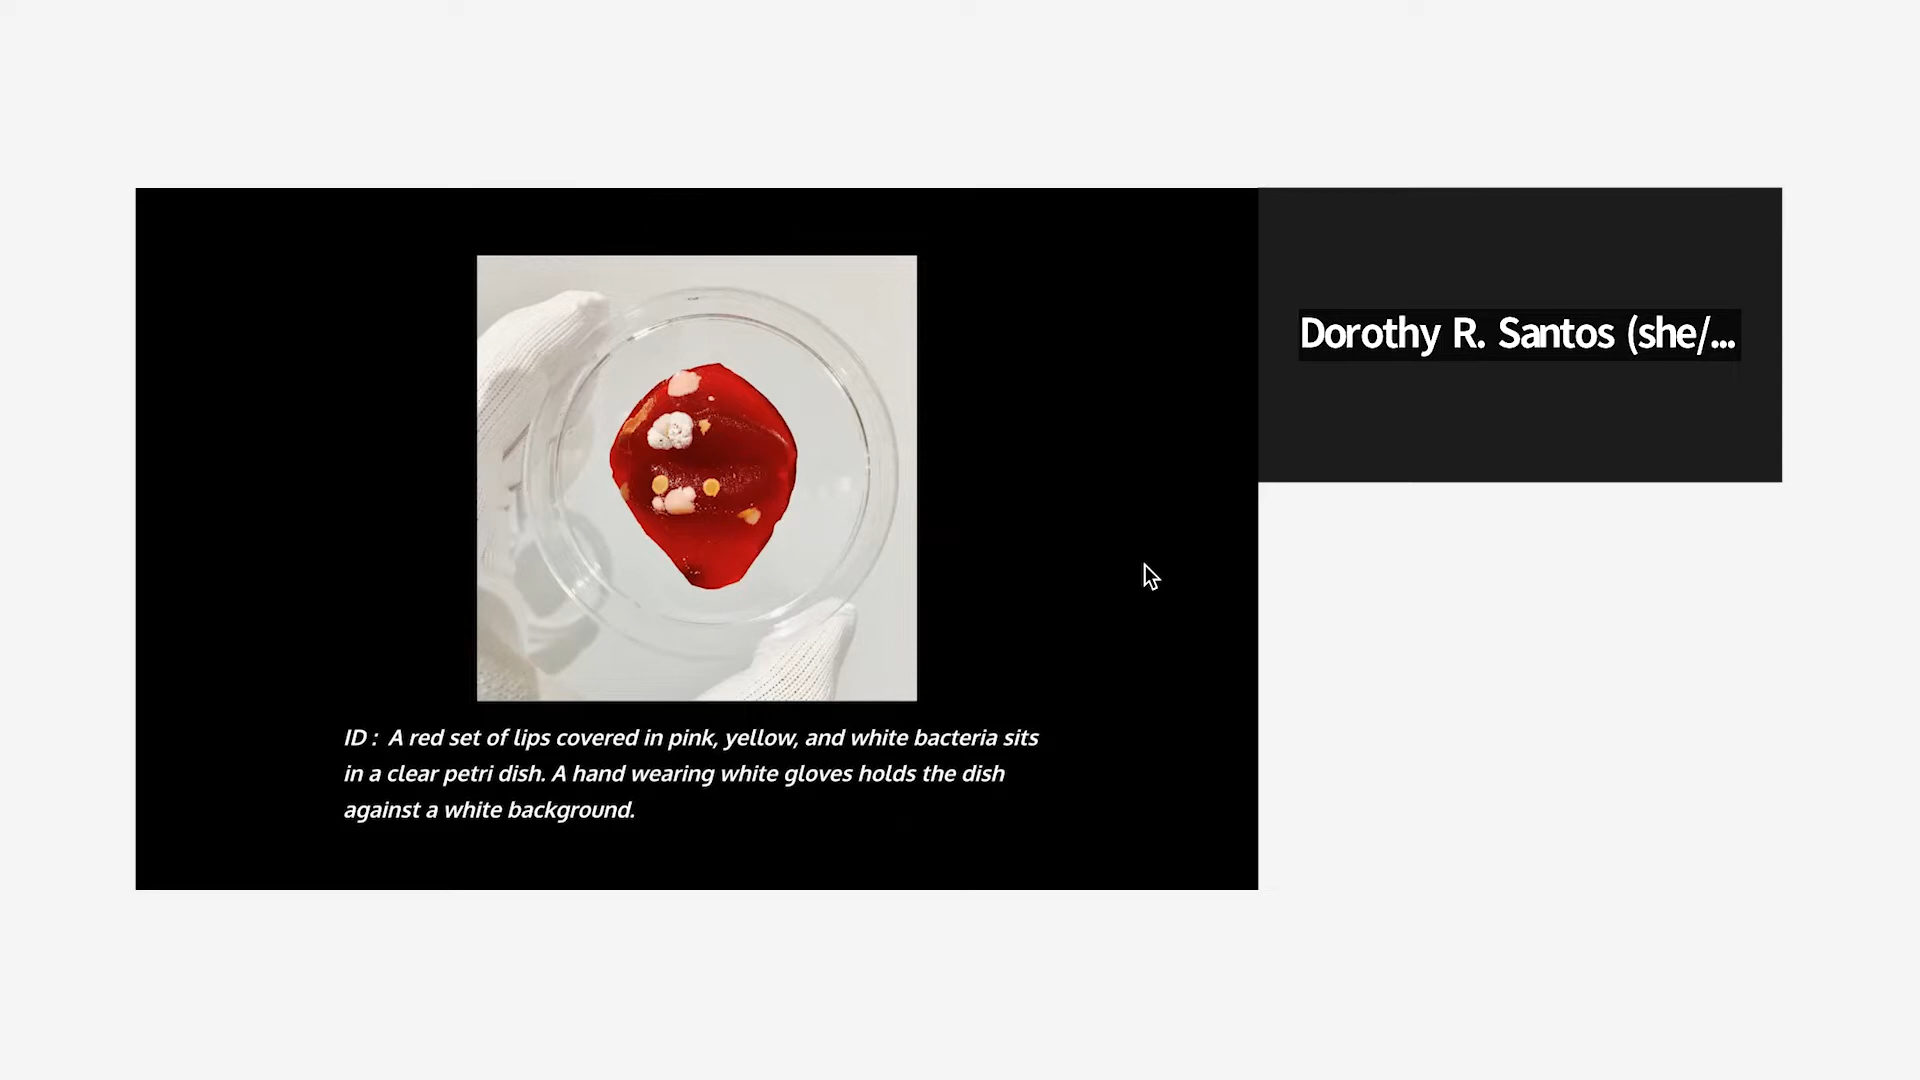 Dorothy R. Santos (she/...
ID : A red set of lips covered in pink, yellow, and white bacteria sits
in a clear petri dish. A hand wearing white gloves holds the dish
against a white background.